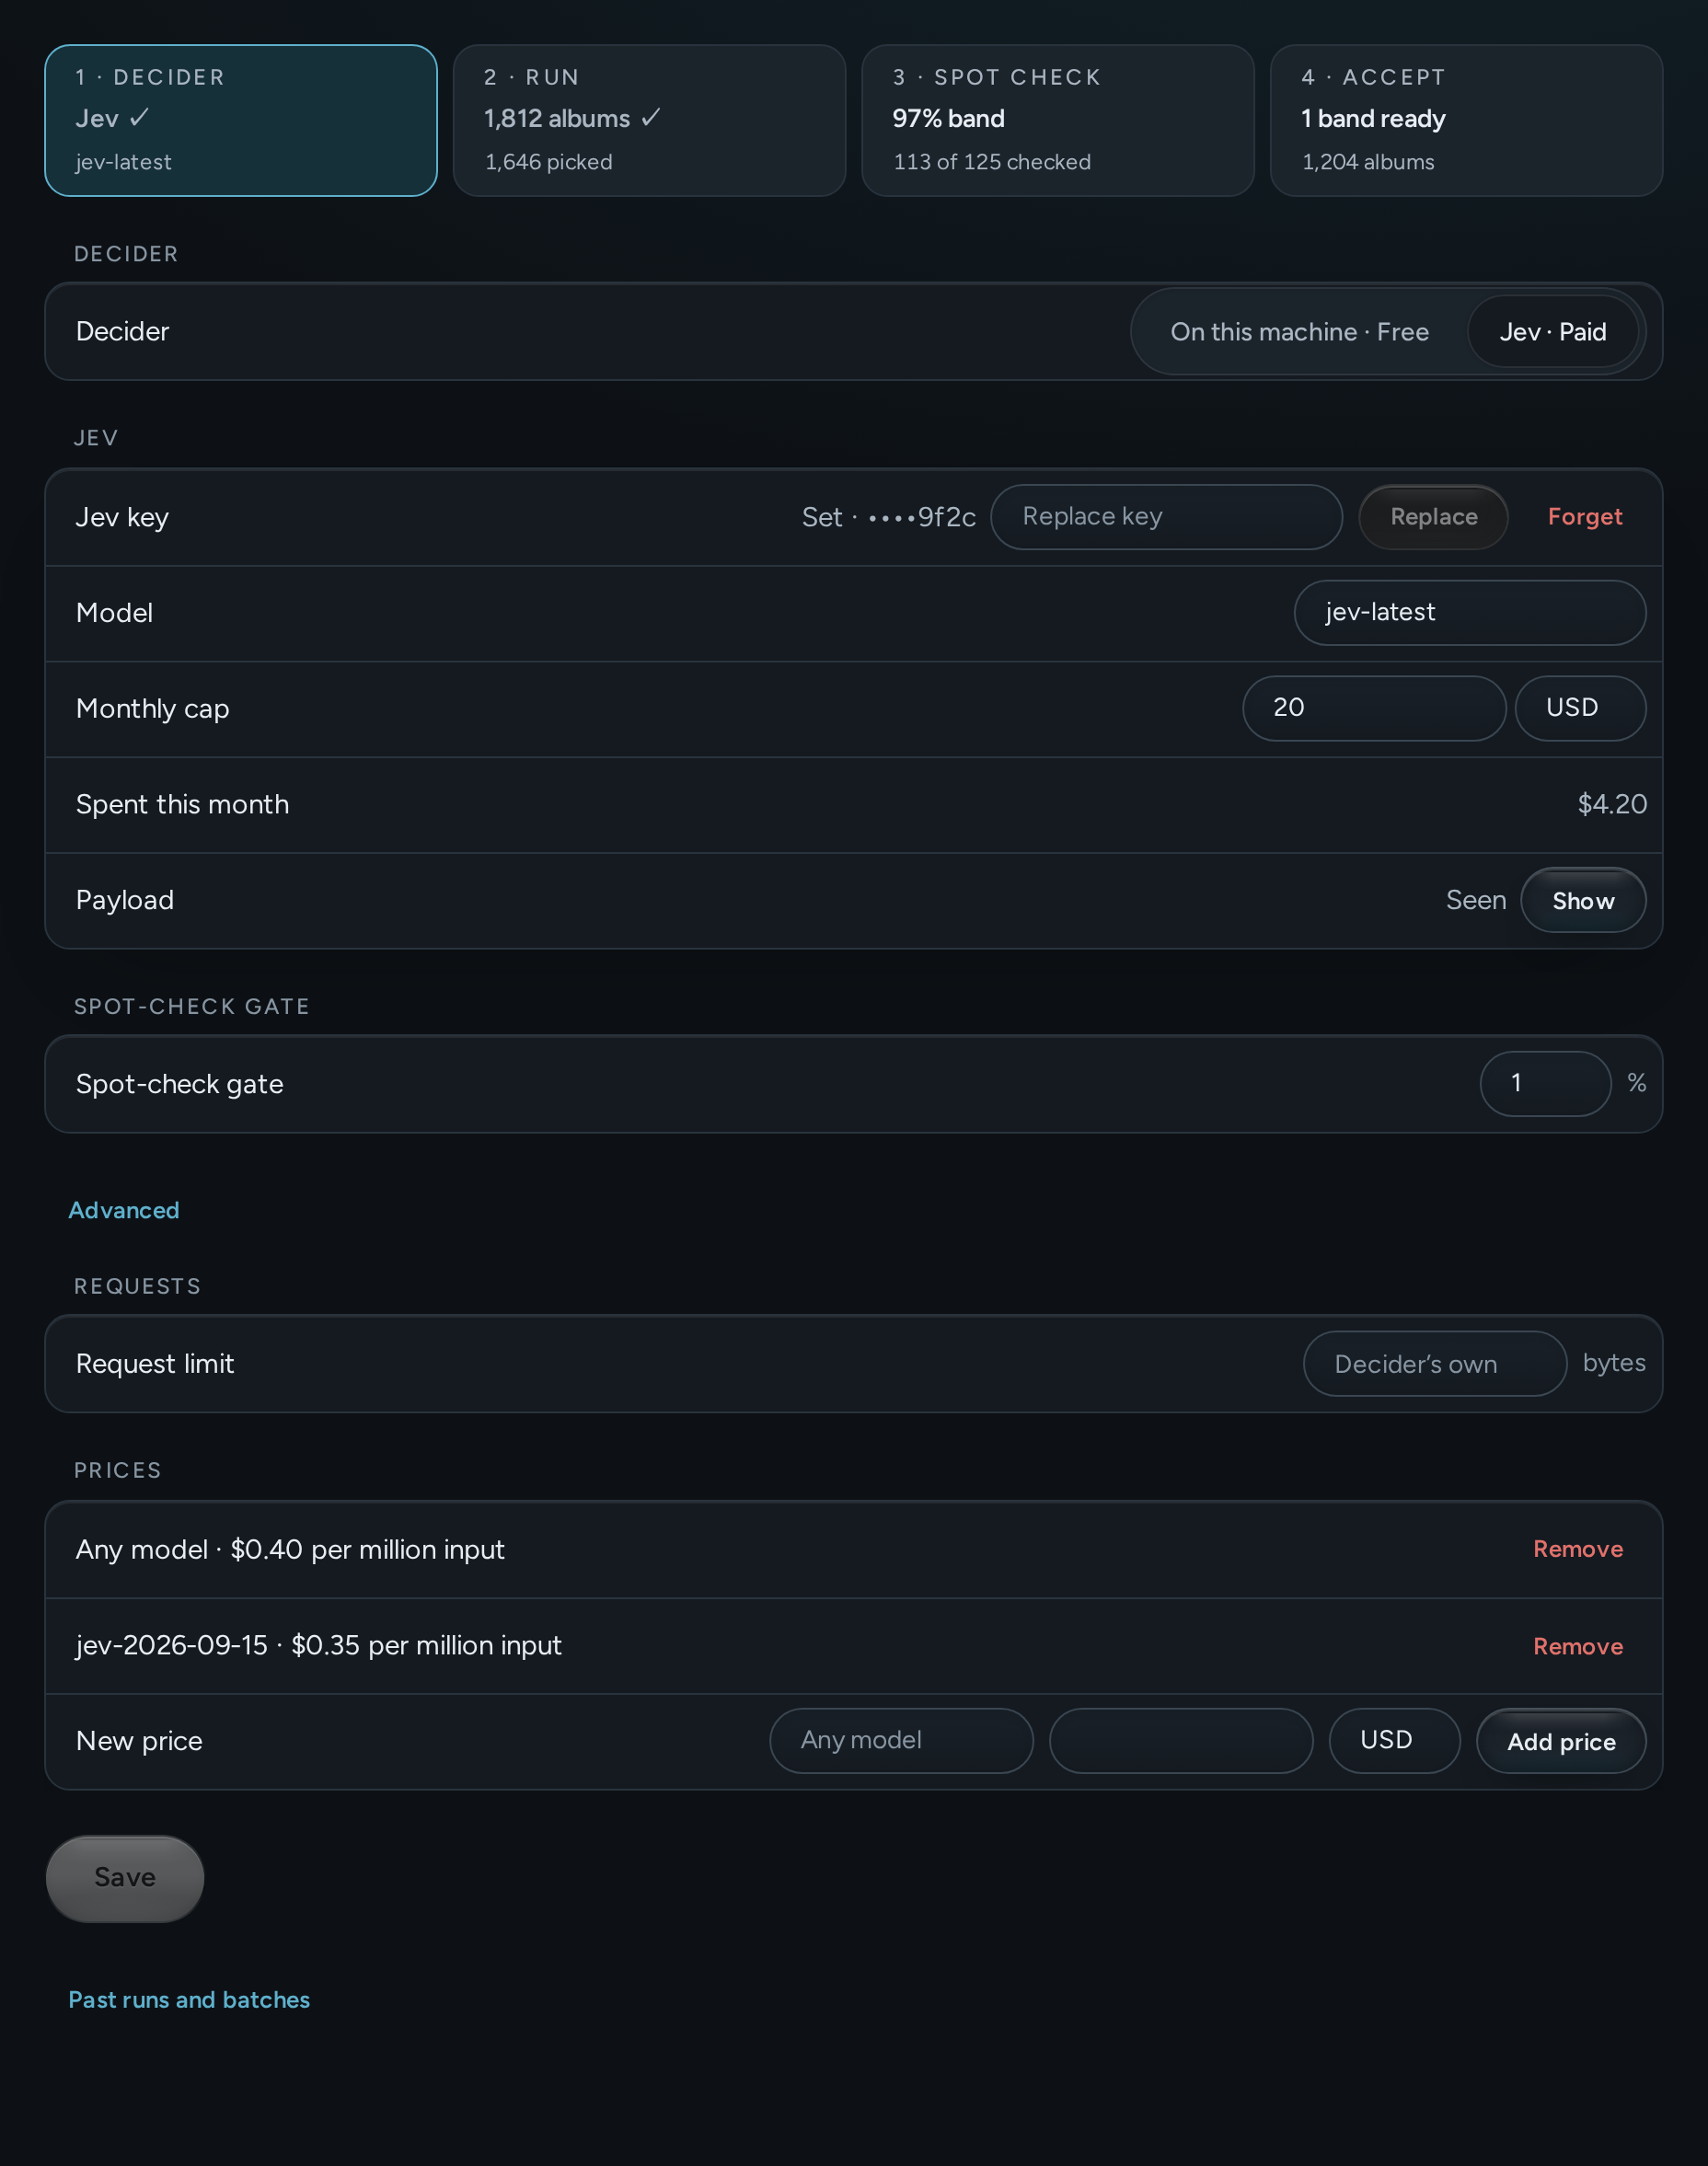 1 · DECIDER
Jev ✓
jev-latest
2 · RUN
1,812 albums ✓
1,646 picked
3 · SPOT CHECK
97% band
113 of 125 checked
4 · ACCEPT
1 band ready
1,204 albums
DECIDER
Decider On this machine · Free Jev · Paid
JEV
Jev key Set · ••••9f2c Replace key Replace Forget
Model jev-latest
Monthly cap 20 USD
Spent this month $4.20
Payload Seen Show
SPOT-CHECK GATE
Spot-check gate 1 %
Advanced
REQUESTS
Request limit Decider’s own bytes
PRICES
Any model · $0.40 per million input Remove
jev-2026-09-15 · $0.35 per million input Remove
New price Any model USD Add price
Save
Past runs and batches